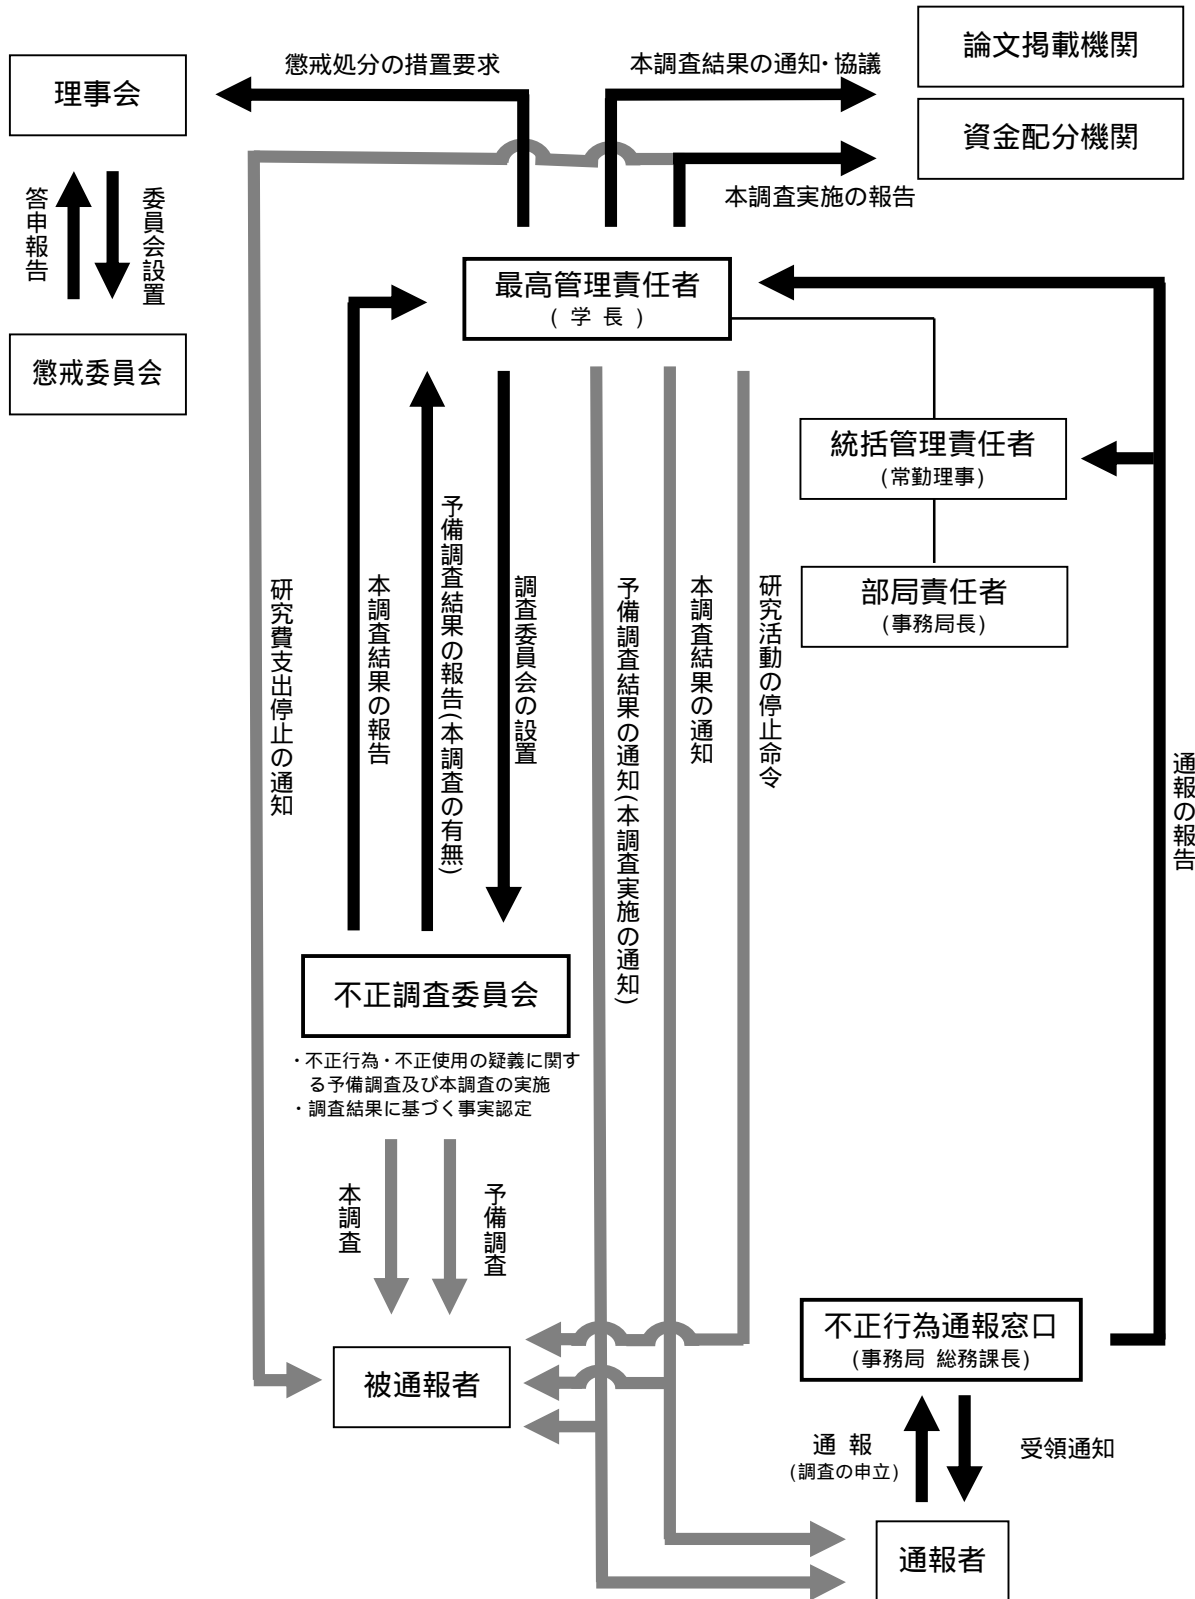 論文掲載機関
懲戒処分の措置要求
本調査結果の通知・協議
理事会
資金配分機関
本調査実施の報告
答申報告
委員会設置
最高管理責任者
(学長)
懲戒委員会
統括管理責任者
(常勤理事)
部局責任者
(事務局長)
研究費支出停止の通知
本調査結果の報告
予備調査結果の報告(本調査の有無)
調査委員会の設置
予備調査結果の通知(本調査実施の通知)
本調査結果の通知
研究活動の停止命令
通報の報告
不正調査委員会
・不正行為・不正使用の疑義に関す
る予備調査及び本調査の実施
・調査結果に基づく事実認定
本調査
予備調査
不正行為通報窓口
(事務局 総務課長)
被通報者
通 報
(調査の申立)
受領通知
通報者